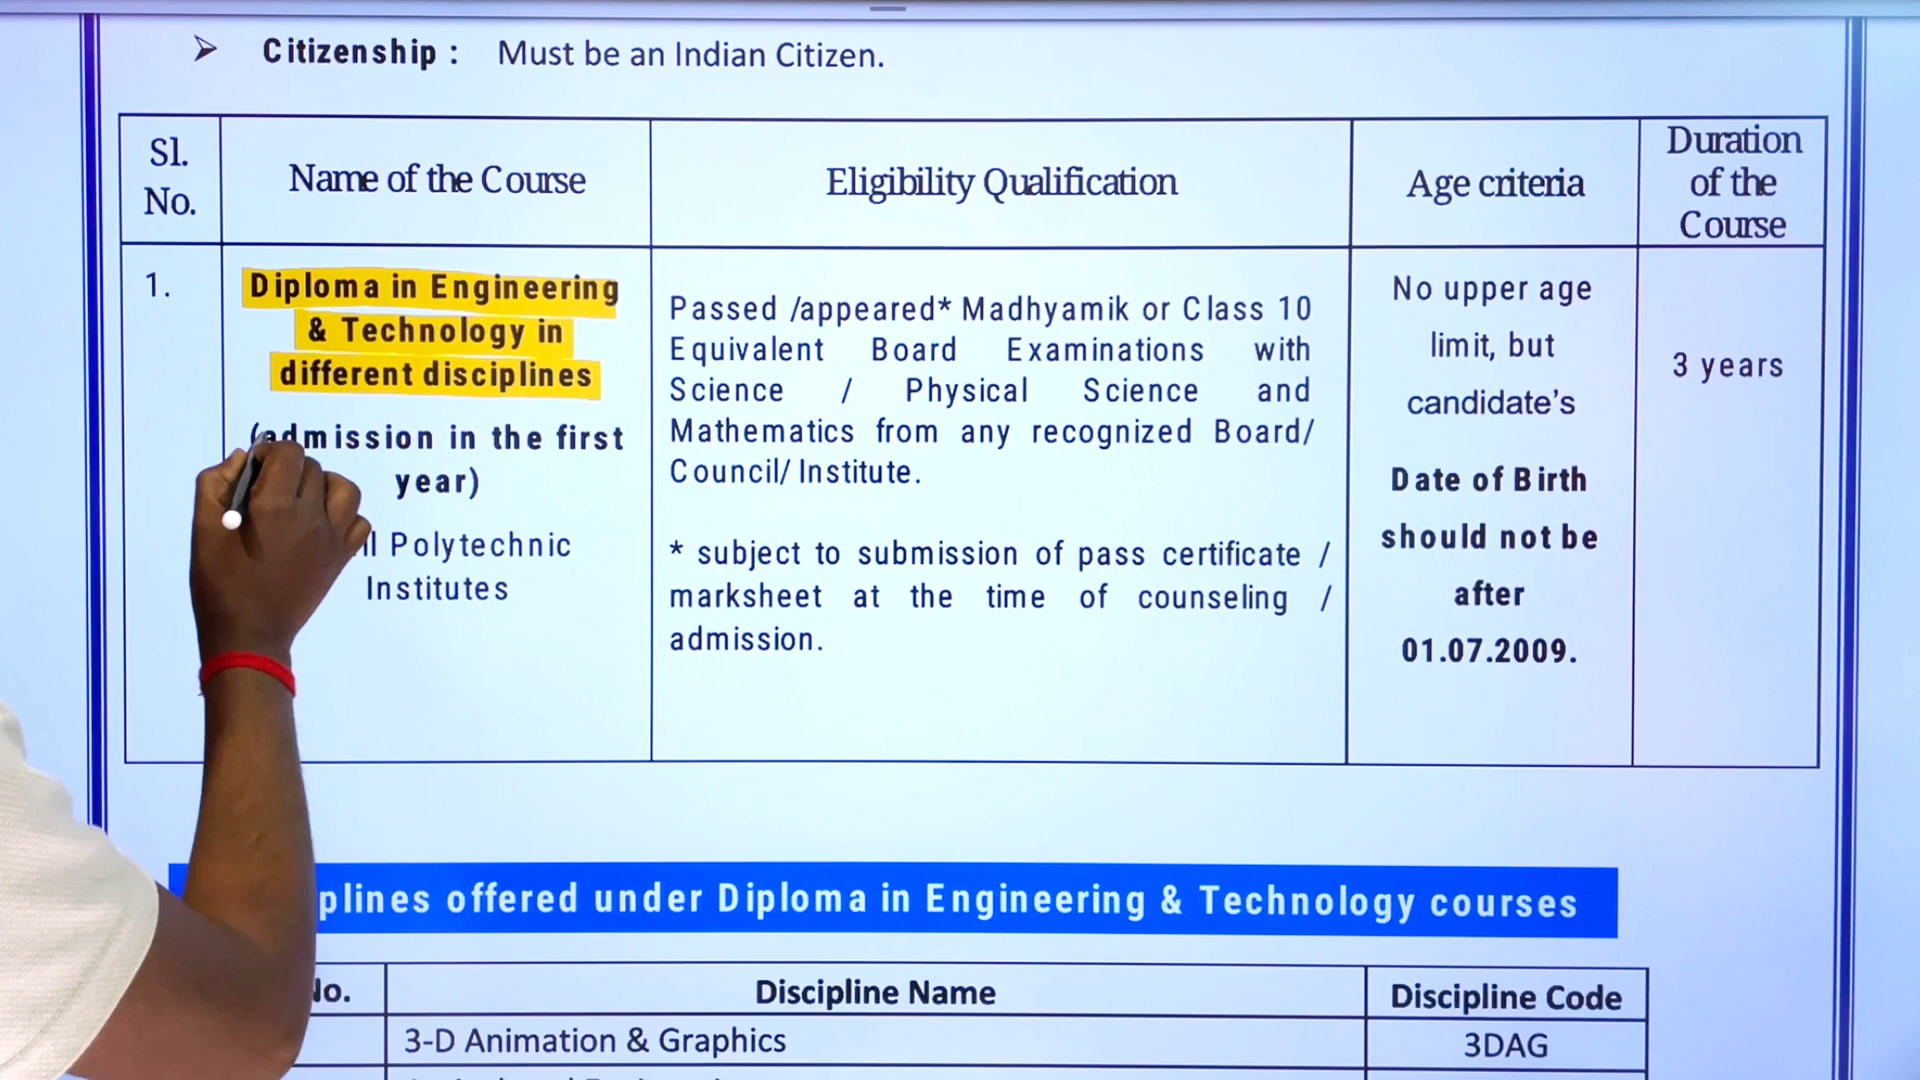 ➢ Citizenship : Must be an Indian Citizen.
Sl.
No.
Name of the Course
Eligibility Qualification
Age criteria
Duration
of the
Course
1.
Diploma in Engineering
& Technology in
different disciplines
(admission in the first
year)
Polytechnic
Institutes
Passed /appeared* Madhyamik or Class 10
Equivalent Board Examinations with
Science / Physical Science and
Mathematics from any recognized Board/
Council/ Institute.
* subject to submission of pass certificate /
marksheet at the time of counseling /
admission.
No upper age
limit, but
candidate's
Date of Birth
should not be
after
01.07.2009.
3 years
offered under Diploma in Engineering & Technology courses
No.
Discipline Name
Discipline Code
3-D Animation & Graphics
3DAG